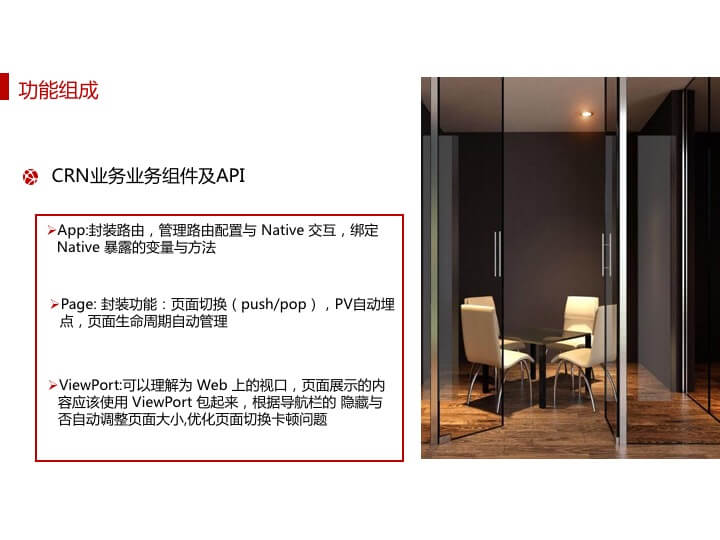 功能组成
CRN业务业务组件及API
➢App:封装路由，管理路由配置与 Native 交互，绑定
Native 暴露的变量与方法
➢Page: 封装功能：页面切换（push/pop），PV自动埋
点，页面生命周期自动管理
➢ViewPort:可以理解为 Web 上的视口，页面展示的内
容应该使用 ViewPort 包起来，根据导航栏的 隐藏与
否自动调整页面大小,优化页面切换卡顿问题